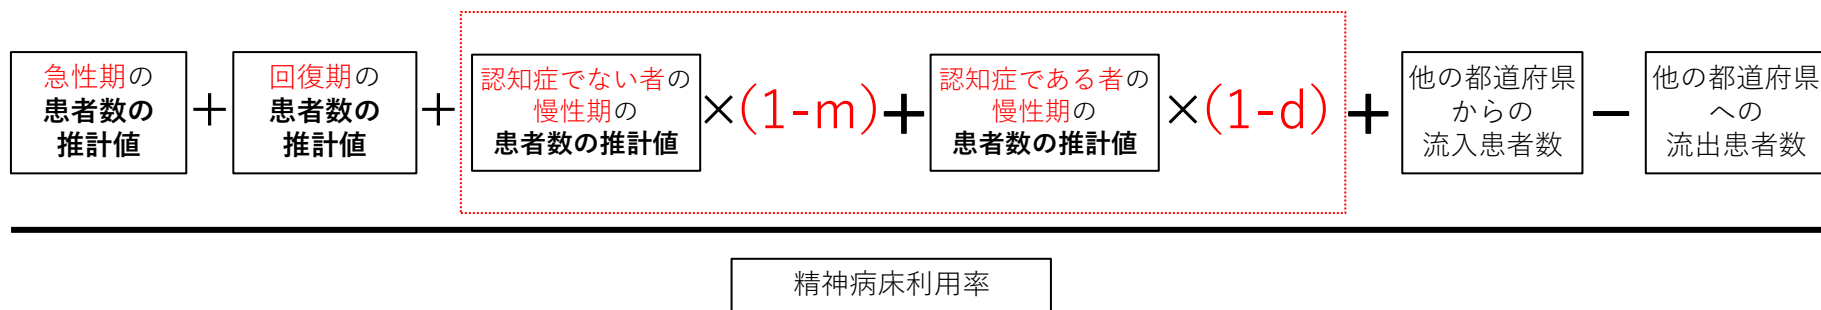 急性期の
患者数の
推計値
+
回復期の
患者数の
推計値
+
認知症でない者の
慢性期の
患者数の推計値
×(1-m)+
認知症である者の
慢性期の
患者数の推計値
×(1-d)
+
他の都道府県
からの
流入患者数
−
他の都道府県
への
流出患者数
精神病床利用率